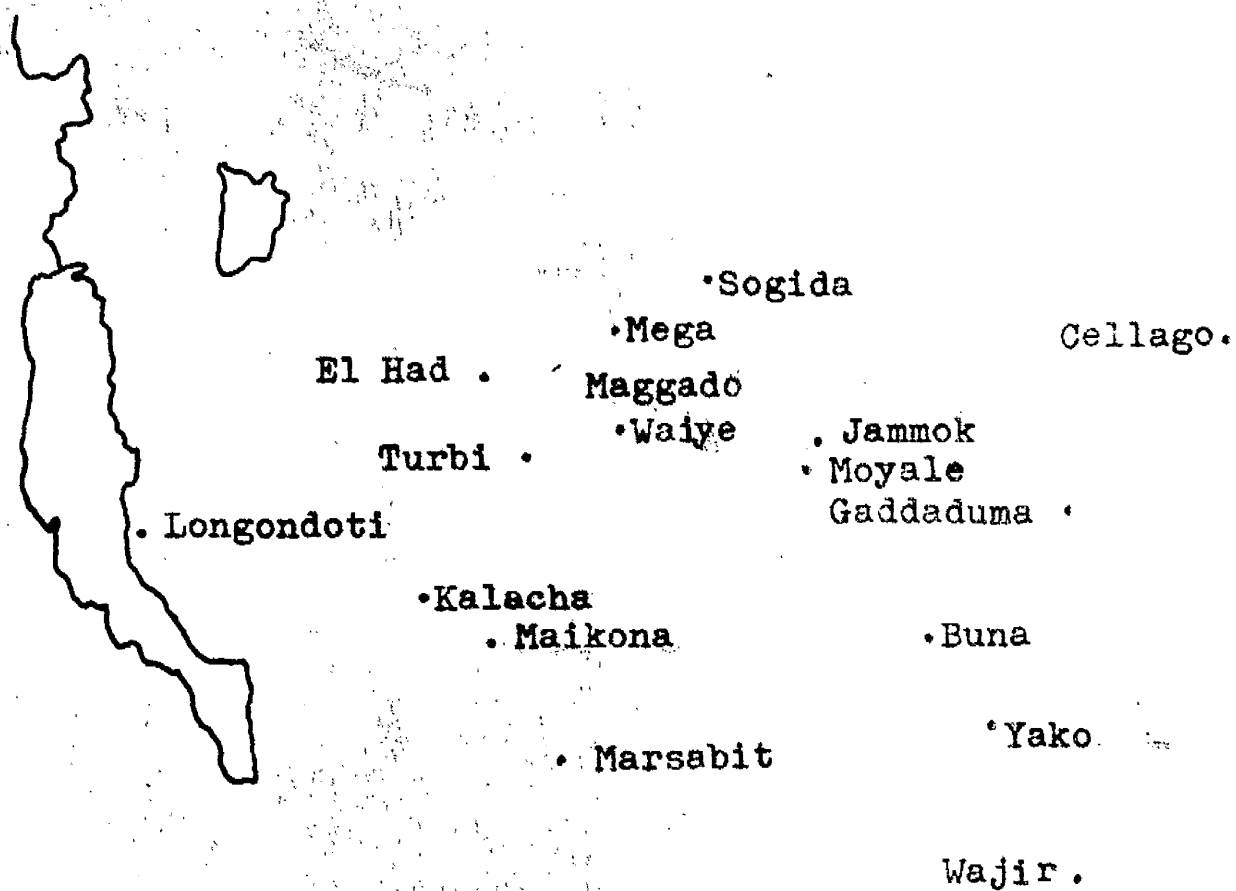 Sogida
Mega
Cellago
El Had
Maggado
Waiye
Jammok
Turbi
Moyale
Gaddaduma
Longondoti
Kalacha
Maikona
Buna
Yako
Marsabit
Wajir